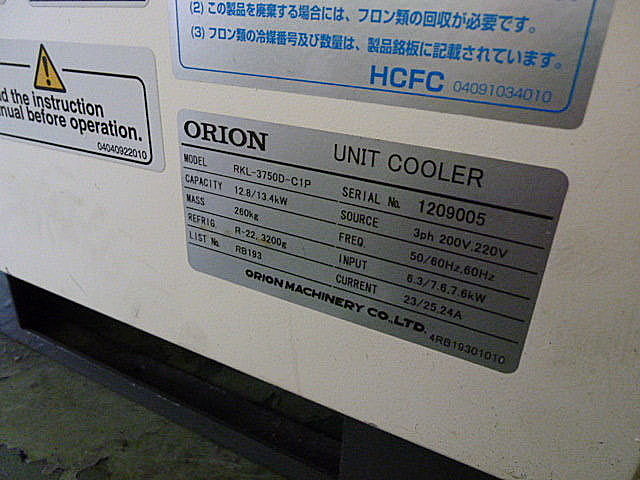 (2) この製品を廃棄する場合には、フロン類の回収が必要です。
(3) フロン類の冷媒番号及び数量は、製品銘板に記載されています。
HCFC 04091034010
d the instruction
nual before operation.
04040922010
ORION UNIT COOLER
MODEL RKL-3750D-C1P SERIAL No. 1209005
CAPACITY 12.8/13.4kW SOURCE 3ph 200V,220V
MASS 260kg FREQ. 50/60Hz,60Hz
REFRIG. R-22, 3200g INPUT 6.3/7.6,7.6kW
LIST No. RB193 CURRENT 23/25,24A
ORION MACHINERY CO.,LTD. 4RB19301010